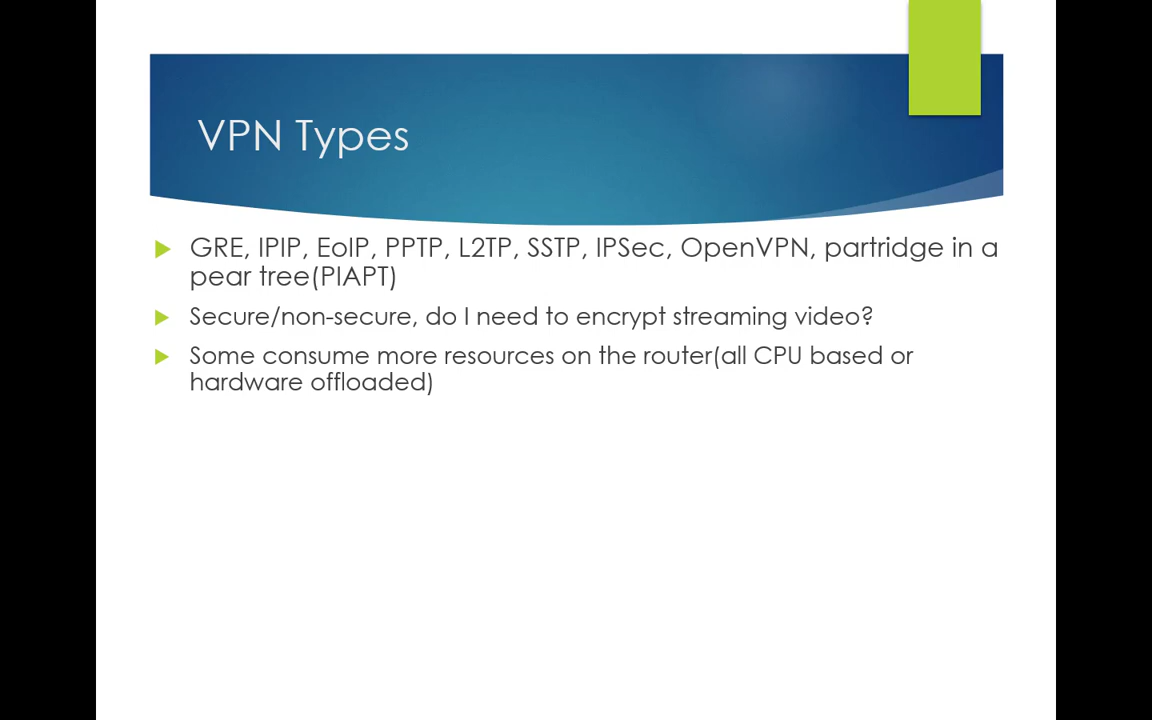 VPN Types
GRE, IPIP, EoIP, PPTP, L2TP, SSTP, IPSec, OpenVPN, partridge in a
pear tree(PIAPT)
Secure/non-secure, do I need to encrypt streaming video?
Some consume more resources on the router(all CPU based or
hardware offloaded)